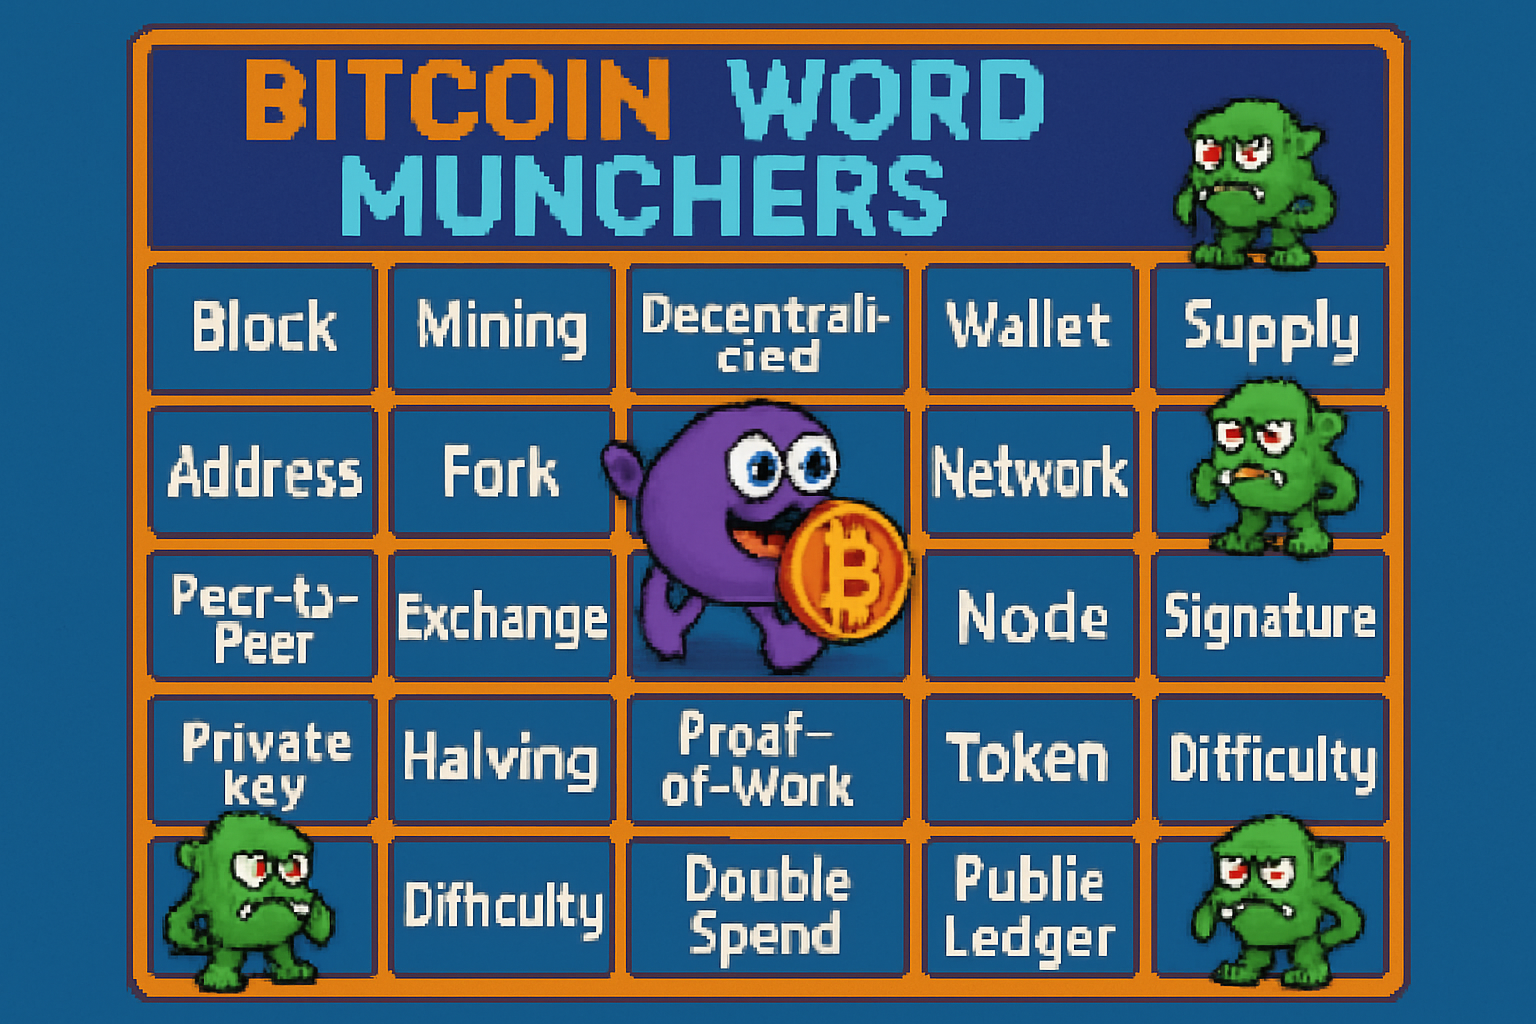 BITCOIN WORD
MUNCHERS
Block
Mining
Decentrali-
cied
Wallet
Supply
Address
Fork
Network
Pecr-to-
Peer
Exchange
B
Node
Signature
Private
key
Halving
Proaf-
of-Work
Token
Difficulty
Difhculty
Double
Spend
Publie
Ledger